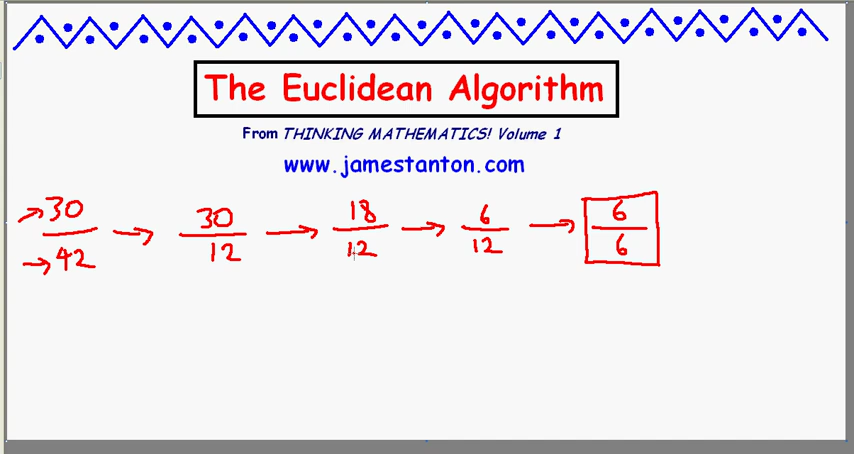 The Euclidean Algorithm
From THINKING MATHEMATICS! Volume 1
www.jamestanton.com
→30 30 18 6 6
→ → → →
→42 12 12 12 6